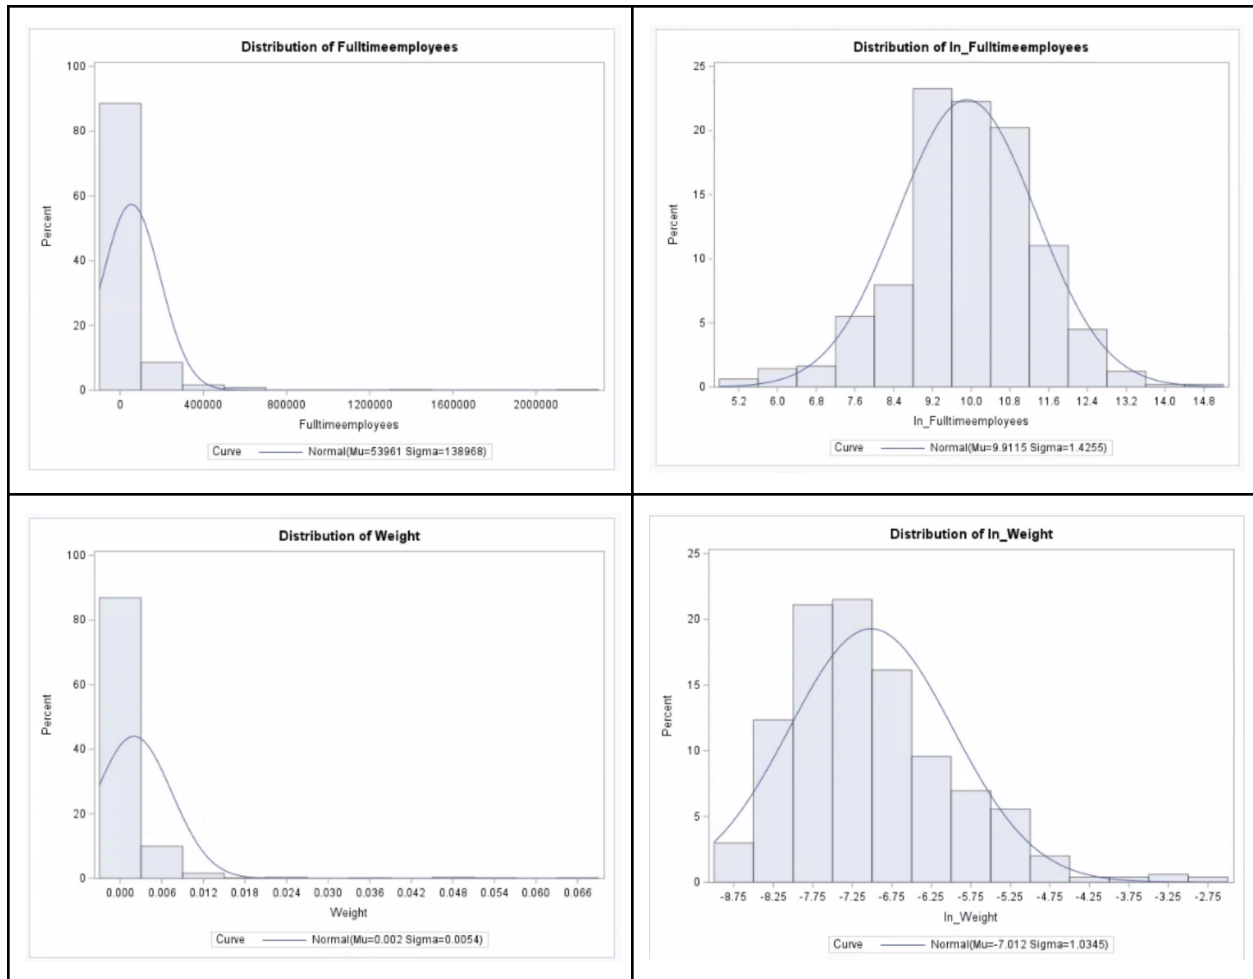 Distribution of Fulltimeemployees
100
80
60
40
20
0
Percent
0 400000 800000 1200000 1600000 2000000
Fulltimeemployees
Curve Normal(Mu=53961 Sigma=138968)
Distribution of ln_Fulltimeemployees
25
20
15
10
5
0
Percent
5.2 6.0 6.8 7.6 8.4 9.2 10.0 10.8 11.6 12.4 13.2 14.0 14.8
ln_Fulltimeemployees
Curve Normal(Mu=9.9115 Sigma=1.4255)
Distribution of Weight
100
80
60
40
20
0
Percent
0.000 0.006 0.012 0.018 0.024 0.030 0.036 0.042 0.048 0.054 0.060 0.066
Weight
Curve Normal(Mu=0.002 Sigma=0.0054)
Distribution of ln_Weight
25
20
15
10
5
0
Percent
-8.75 -8.25 -7.75 -7.25 -6.75 -6.25 -5.75 -5.25 -4.75 -4.25 -3.75 -3.25 -2.75
ln_Weight
Curve Normal(Mu=-7.012 Sigma=1.0345)